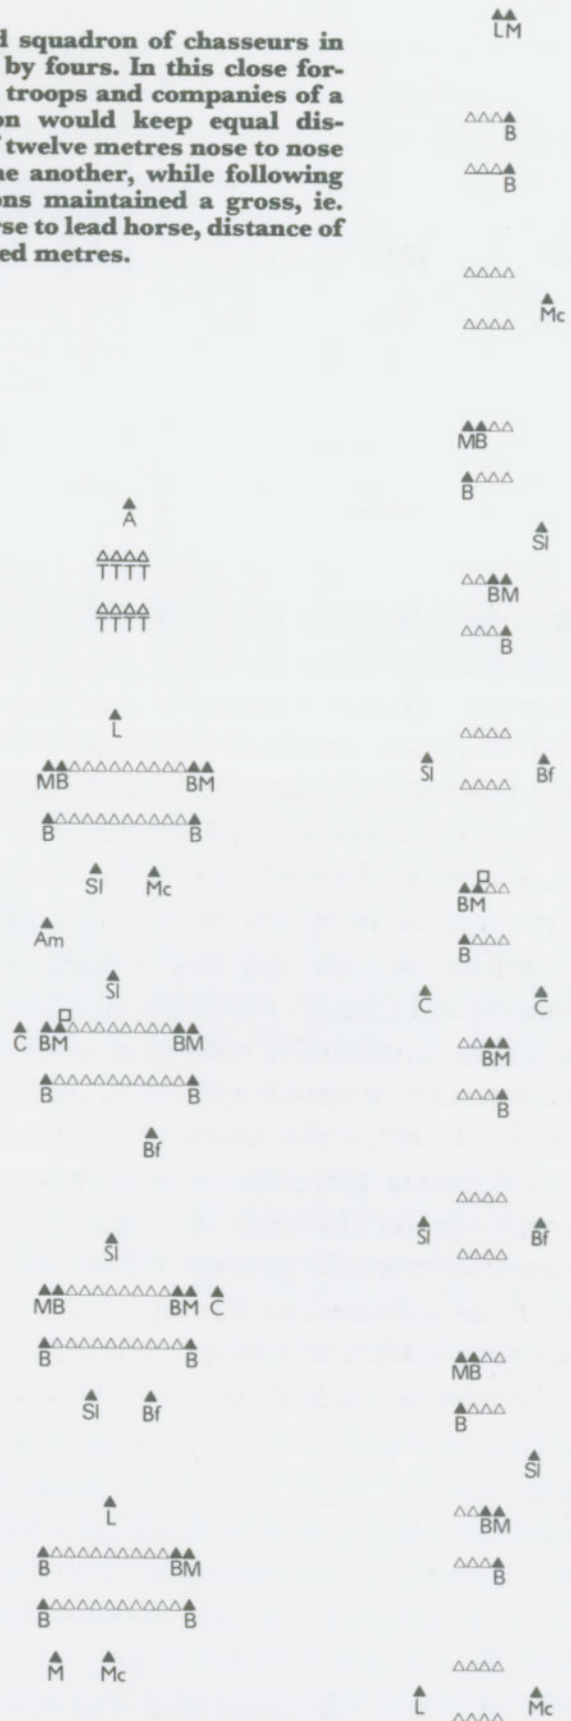 d squadron of chasseurs in
by fours. In this close for-
troops and companies of a
on would keep equal dis-
f twelve metres nose to nose
ne another, while following
ons maintained a gross, ie.
rse to lead horse, distance of
ed metres.
A
TTTT
TTTT
L
MB BM
B B
Sl Mc
Am
Sl
C BM BM
B B
Bf
Sl
MB BM C
B B
Sl Bf
L
B BM
B B
M Mc
LM
B
B
Mc
MB
B
Sl
BM
B
Sl Bf
BM
B
C C
BM
B
Sl Bf
MB
B
Sl
BM
B
L Mc